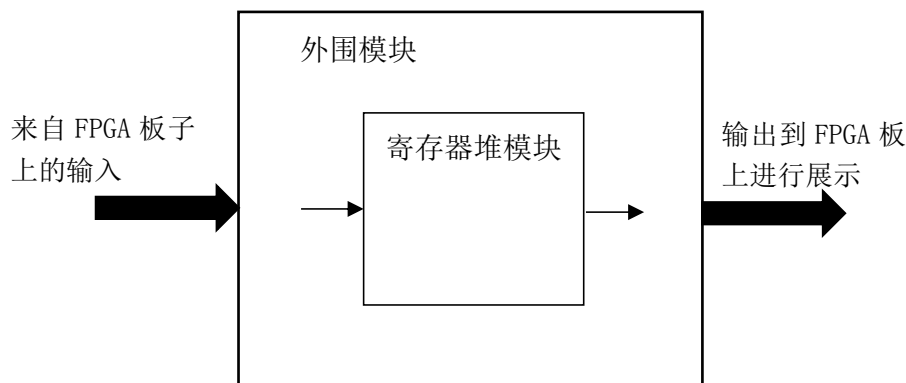 外围模块
来自 FPGA 板子
上的输入
寄存器堆模块
输出到 FPGA 板
上进行展示